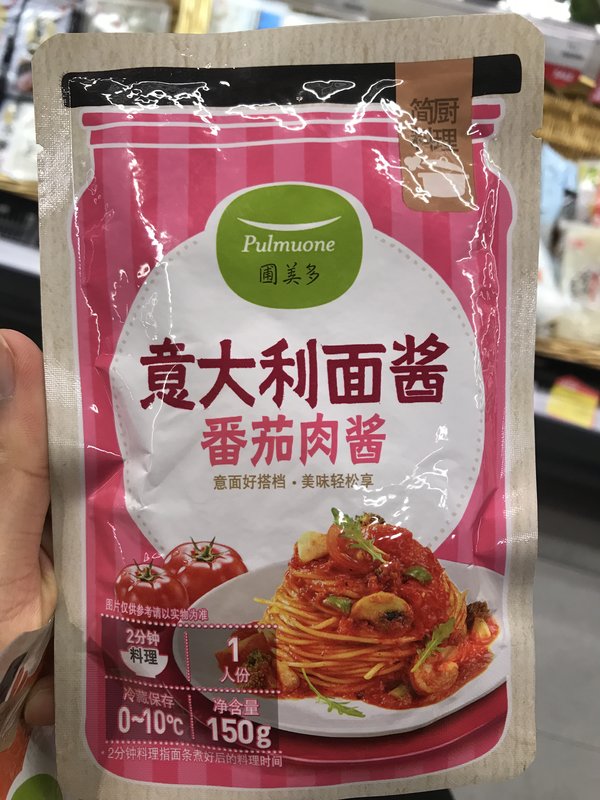 简厨
料理
Pulmuone
圃美多
意大利面酱
番茄肉酱
意面好搭档·美味轻松享
图片仅供参考请以实物为准
2分钟
料理
1
人份
冷藏保存
0~10℃
净含量
150g
2分钟料理指面条煮好后的料理时间